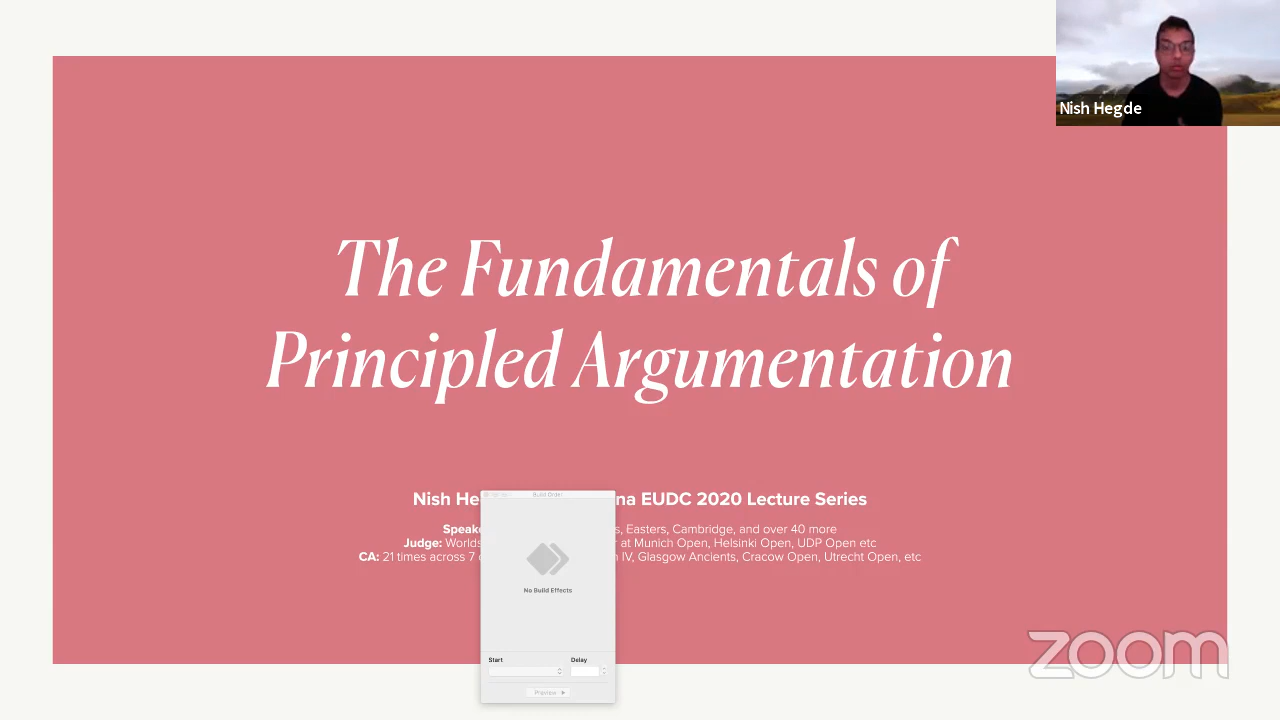 Nish Hegde
The Fundamentals of
Principled Argumentation
Nish He na EUDC 2020 Lecture Series
Speake s, Easters, Cambridge, and over 40 more
Judge: Worlds r at Munich Open, Helsinki Open, UDP Open etc
CA: 21 times across 7 IV, Glasgow Ancients, Cracow Open, Utrecht Open, etc
Build Order
No Build Effects
Start Delay
Preview
zoom